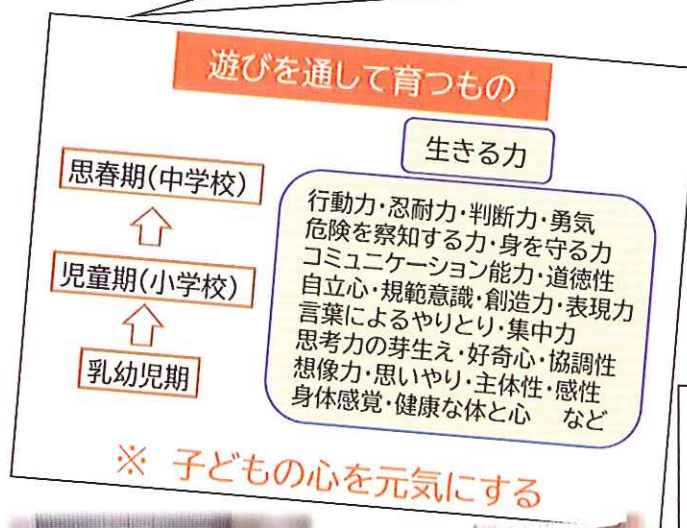 遊びを通して育つもの
生きる力
思春期(中学校)
児童期(小学校)
乳幼児期
行動力・忍耐力・判断力・勇気
危険を察知する力・身を守る力
コミュニケーション能力・道徳性
自立心・規範意識・創造力・表現力
言葉によるやりとり・集中力
思考力の芽生え・好奇心・協調性
想像力・思いやり・主体性・感性
身体感覚・健康な体と心　など
※ 子どもの心を元気にする